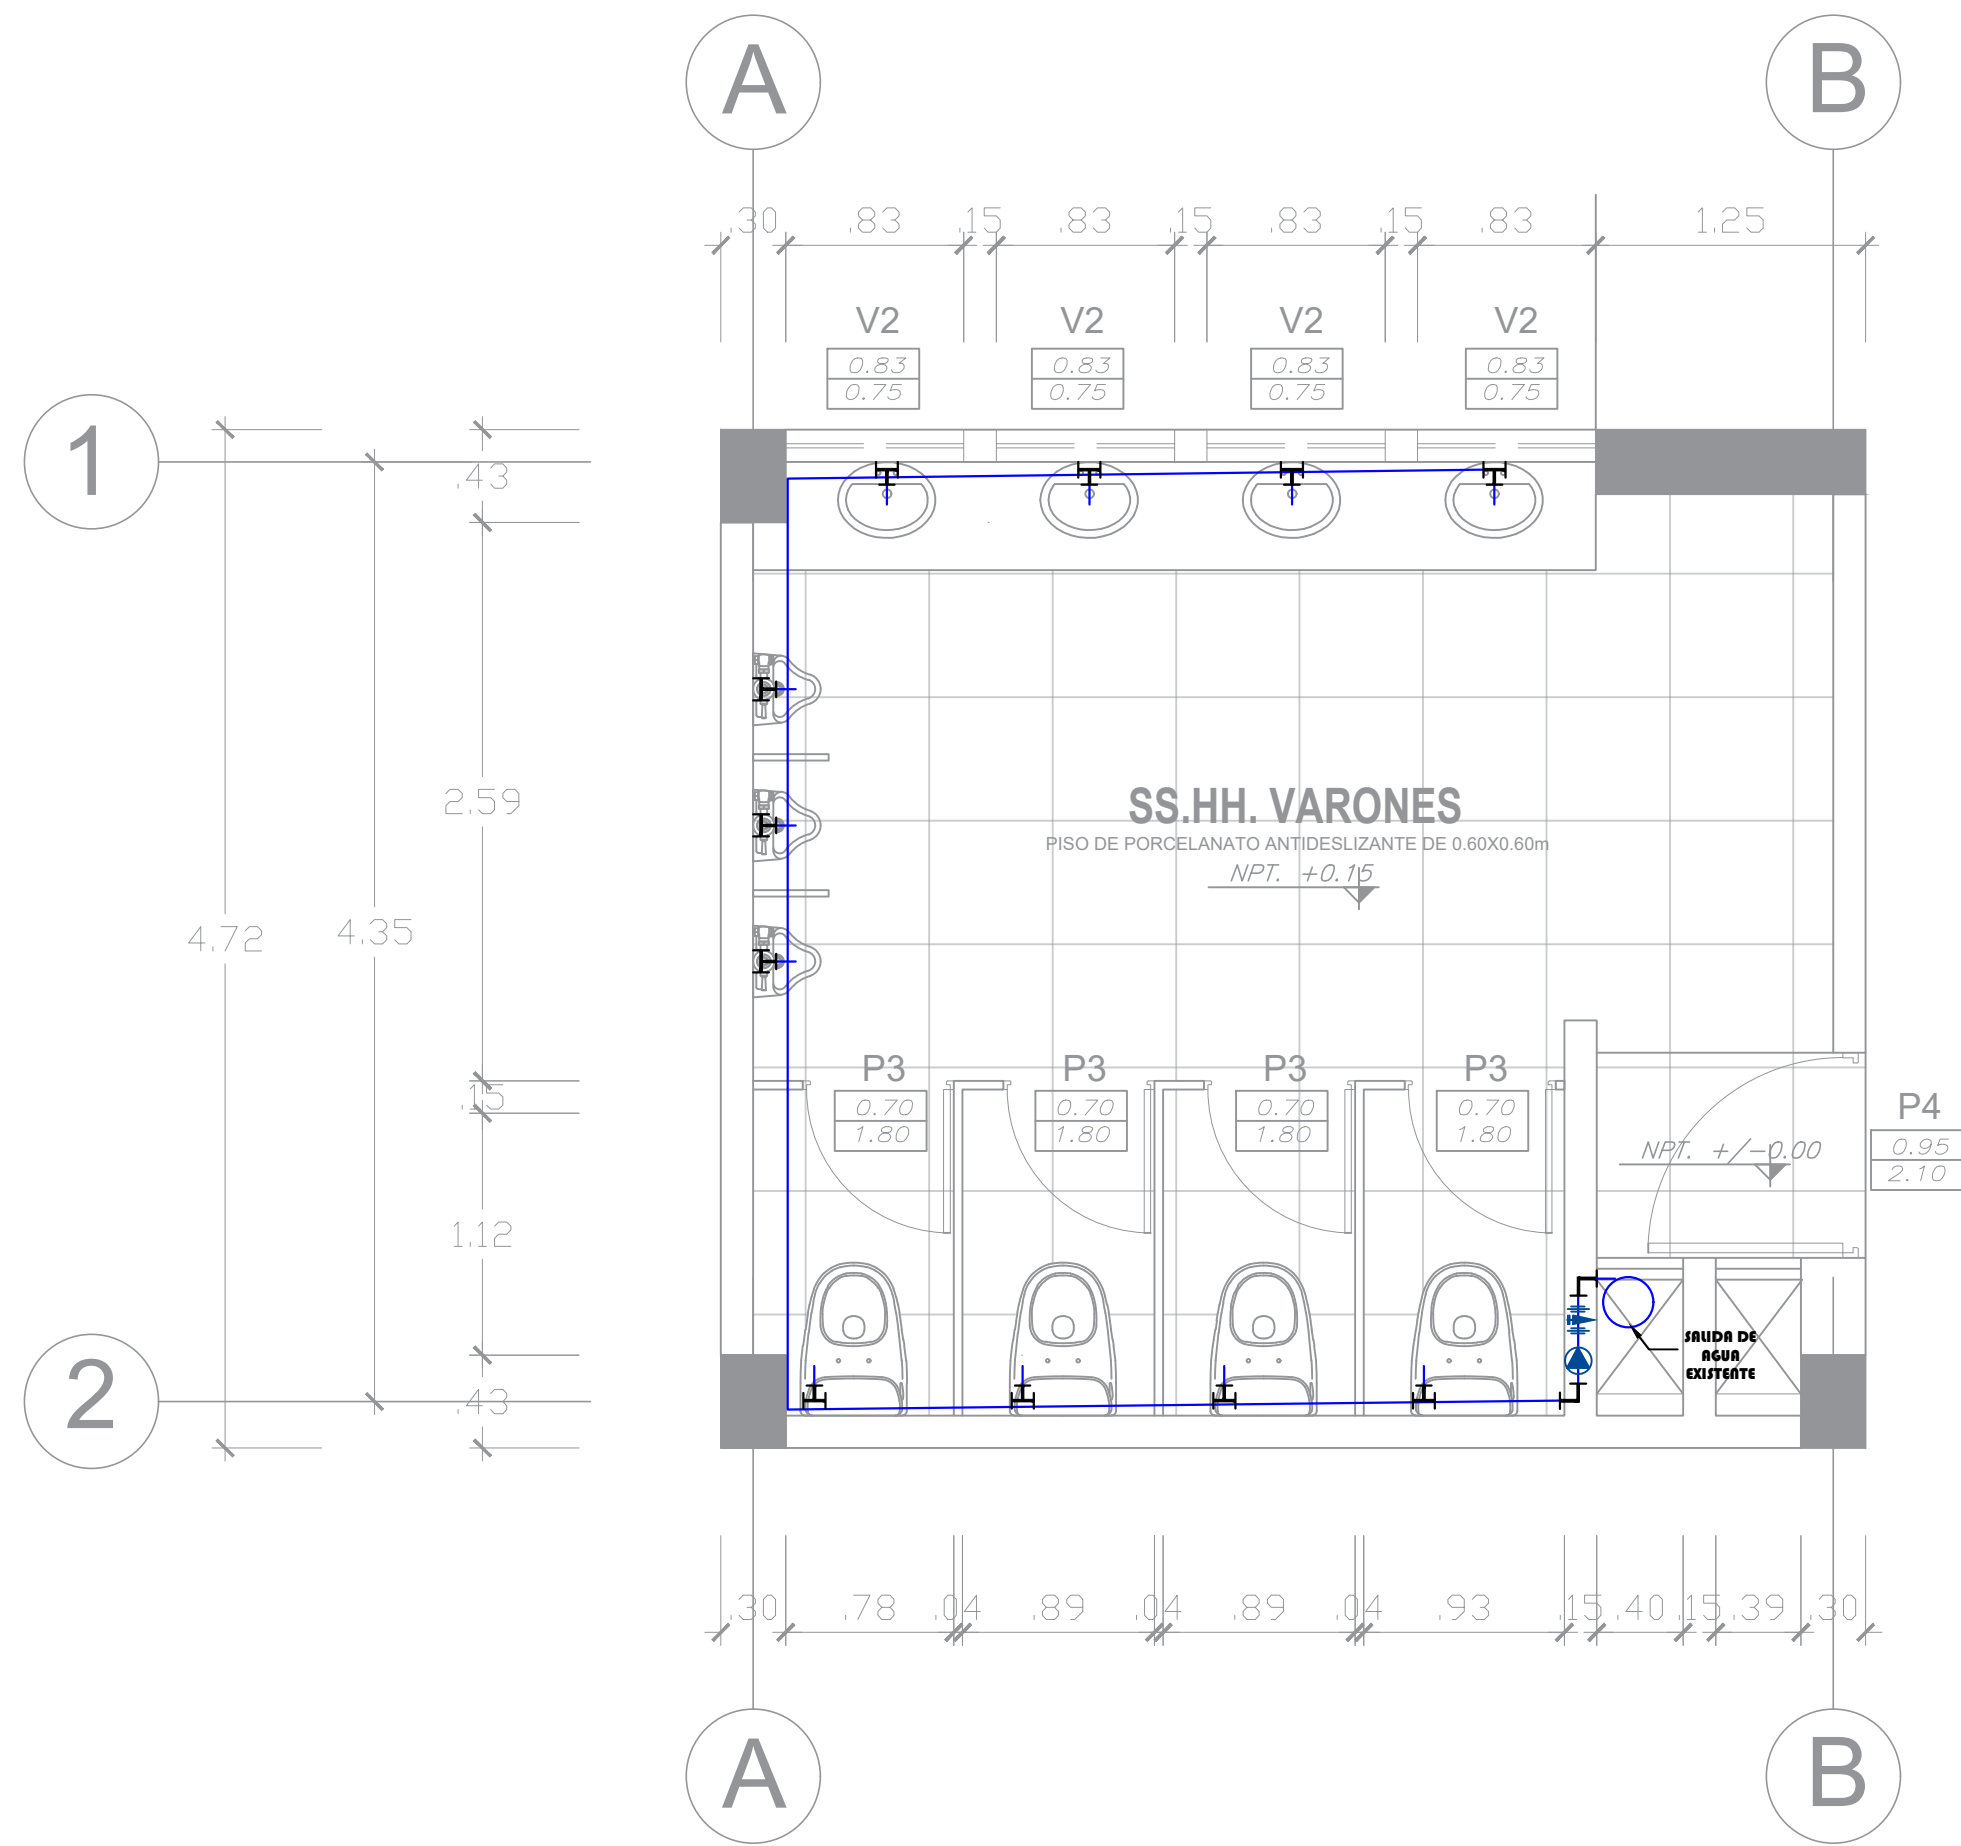 A
B
.30 .83 .15 .83 .15 .83 .15 .83 1.25
V2 V2 V2 V2
0.83 0.83 0.83 0.83
0.75 0.75 0.75 0.75
1
.43
2.59
4.72
4.35
SS.HH. VARONES
PISO DE PORCELANATO ANTIDESLIZANTE DE 0.60X0.60m
NPT. +0.15
P3 P3 P3 P3
0.70 0.70 0.70 0.70
1.80 1.80 1.80 1.80
.15
P4
0.95
2.10
NPT. +/-0.00
1.12
SALIDA DE
AGUA
EXISTENTE
2
.43
.30 .78 .04 .89 .04 .89 .04 .93 .15 .40 .15 .39 .30
A
B